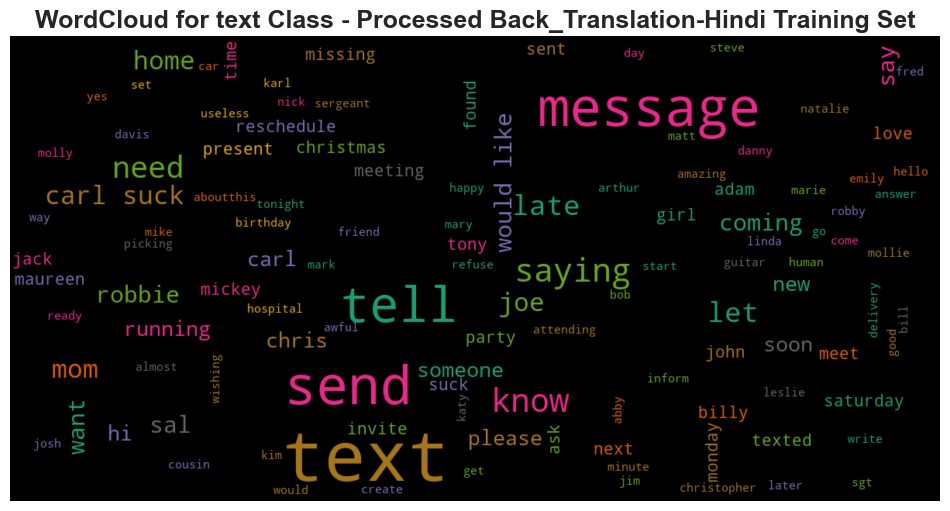 WordCloud for text Class - Processed Back_Translation-Hindi Training Set
home
car
time
missing
sent
day
steve
say
fred
set
karl
yes
nick
sergeant
useless
found
message
natalie
davis
reschedule
matt
love
molly
present
christmas
would like
danny
need
meeting
amazing
emily
hello
carl suck
aboutthis
tonight
happy
arthur
adam
marie
answer
late
way
birthday
mary
girl
coming
robby
mike
friend
go
picking
tony
linda
come
jack
carl
mark
refuse
saying
start
guitar
human
mollie
maureen
mickey
new
robbie
tell
joe
bob
delivery
ready
hospital
let
bill
running
awful
attending
chris
party
good
john
soon
meet
mom
almost
wishing
someone
send
suck
inform
know
leslie
want
katy
abby
billy
saturday
hi
sal
invite
please
ask
josh
text
next
monday
texted
write
kim
cousin
get
minute
jim
would
create
christopher
later
sgt